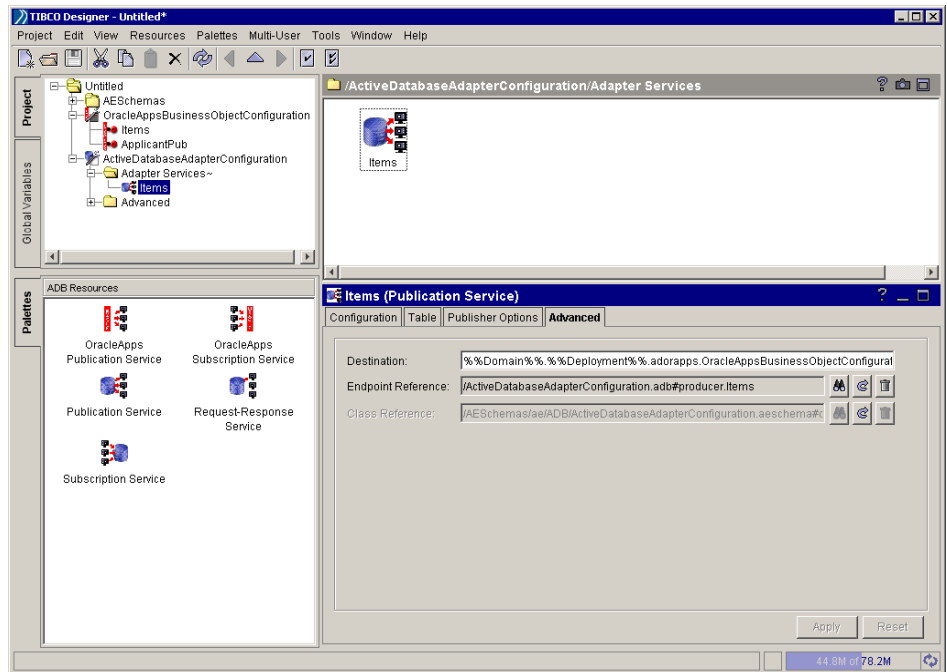 TIBCO Designer - Untitled*
Project Edit View Resources Palettes Multi-User Tools Window Help
Project
Global Variables
Untitled
AESchemas
OracleAppsBusinessObjectConfiguration
Items
ApplicantPub
ActiveDatabaseAdapterConfiguration
Adapter Services~
Items
Advanced
/ActiveDatabaseAdapterConfiguration/Adapter Services
Items
Palettes
ADB Resources
OracleApps
Publication Service
OracleApps
Subscription Service
Publication Service
Request-Response
Service
Subscription Service
Items (Publication Service)
Configuration Table Publisher Options Advanced
Destination: %%Domain%%.%%Deployment%%.adorapps.OracleAppsBusinessObjectConfigurat
Endpoint Reference: /ActiveDatabaseAdapterConfiguration.adb#producer.Items
Class Reference: /AESchemas/ae/ADB/ActiveDatabaseAdapterConfiguration.aeschema#c
Apply Reset
44.8M of 78.2M